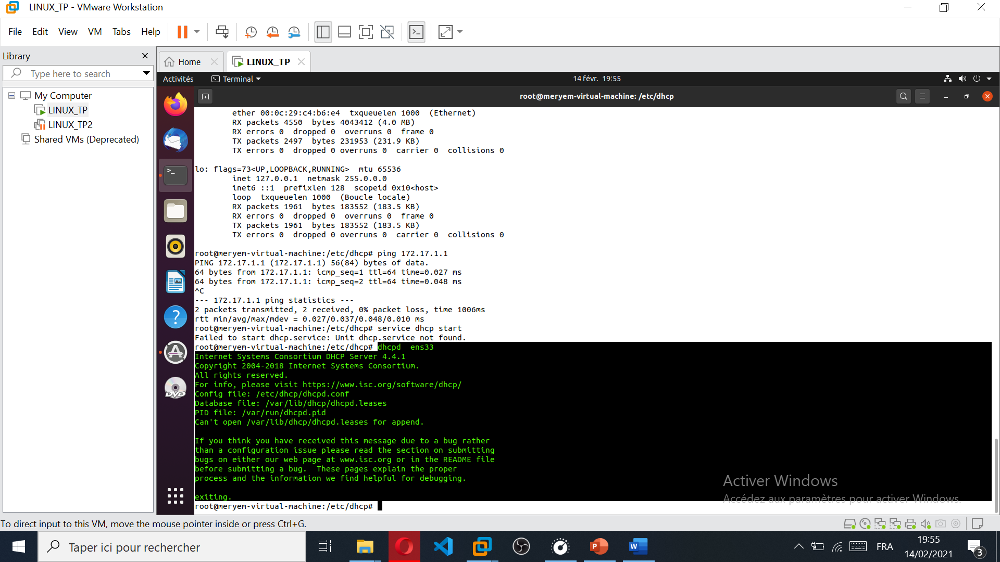 LINUX_TP - VMware Workstation
File Edit View VM Tabs Help
Library
Type here to search
My Computer
LINUX_TP
LINUX_TP2
Shared VMs (Deprecated)
Home
LINUX_TP
Activités
Terminal
14 févr. 19:55
root@meryem-virtual-machine: /etc/dhcp
ether 00:0c:29:c4:b6:e4 txqueuelen 1000 (Ethernet)
RX packets 4550 bytes 4043412 (4.0 MB)
RX errors 0 dropped 0 overruns 0 frame 0
TX packets 2497 bytes 231953 (231.9 KB)
TX errors 0 dropped 0 overruns 0 carrier 0 collisions 0
lo: flags=73<UP,LOOPBACK,RUNNING> mtu 65536
inet 127.0.0.1 netmask 255.0.0.0
inet6 ::1 prefixlen 128 scopeid 0x10<host>
loop txqueuelen 1000 (Boucle locale)
RX packets 1961 bytes 183552 (183.5 KB)
RX errors 0 dropped 0 overruns 0 frame 0
TX packets 1961 bytes 183552 (183.5 KB)
TX errors 0 dropped 0 overruns 0 carrier 0 collisions 0
root@meryem-virtual-machine:/etc/dhcp# ping 172.17.1.1
PING 172.17.1.1 (172.17.1.1) 56(84) bytes of data.
64 bytes from 172.17.1.1: icmp_seq=1 ttl=64 time=0.027 ms
64 bytes from 172.17.1.1: icmp_seq=2 ttl=64 time=0.048 ms
^C
--- 172.17.1.1 ping statistics ---
2 packets transmitted, 2 received, 0% packet loss, time 1006ms
rtt min/avg/max/mdev = 0.027/0.037/0.048/0.010 ms
root@meryem-virtual-machine:/etc/dhcp# service dhcp start
Failed to start dhcp.service: Unit dhcp.service not found.
root@meryem-virtual-machine:/etc/dhcp# dhcpd ens33
Internet Systems Consortium DHCP Server 4.4.1
Copyright 2004-2018 Internet Systems Consortium.
All rights reserved.
For info, please visit https://www.isc.org/software/dhcp/
Config file: /etc/dhcp/dhcpd.conf
Database file: /var/lib/dhcp/dhcpd.leases
PID file: /var/run/dhcpd.pid
Can't open /var/lib/dhcp/dhcpd.leases for append.
If you think you have received this message due to a bug rather
than a configuration issue please read the section on submitting
bugs on either our web page at www.isc.org or in the README file
before submitting a bug. These pages explain the proper
process and the information we find helpful for debugging.
exiting.
root@meryem-virtual-machine:/etc/dhcp#
DVD
Activer Windows
Accédez aux paramètres pour activer Windows.
To direct input to this VM, move the mouse pointer inside or press Ctrl+G.
Taper ici pour rechercher
FRA
19:55
14/02/2021
3